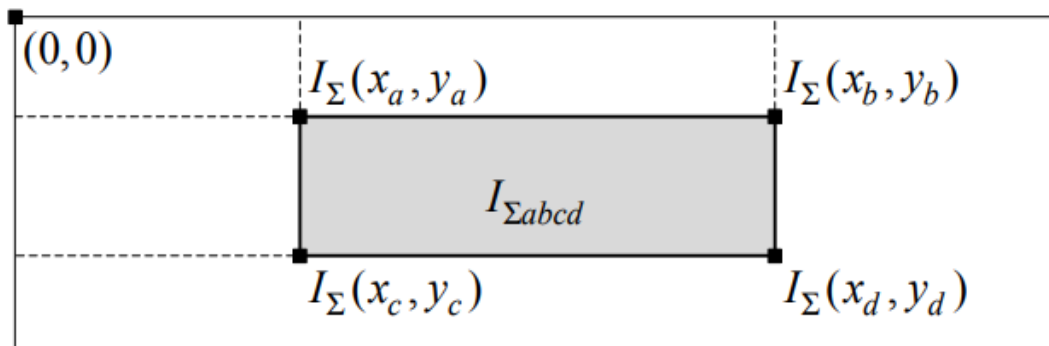 (0,0)
I_Σ(x_a, y_a) I_Σ(x_b, y_b)
I_Σabcd
I_Σ(x_c, y_c) I_Σ(x_d, y_d)